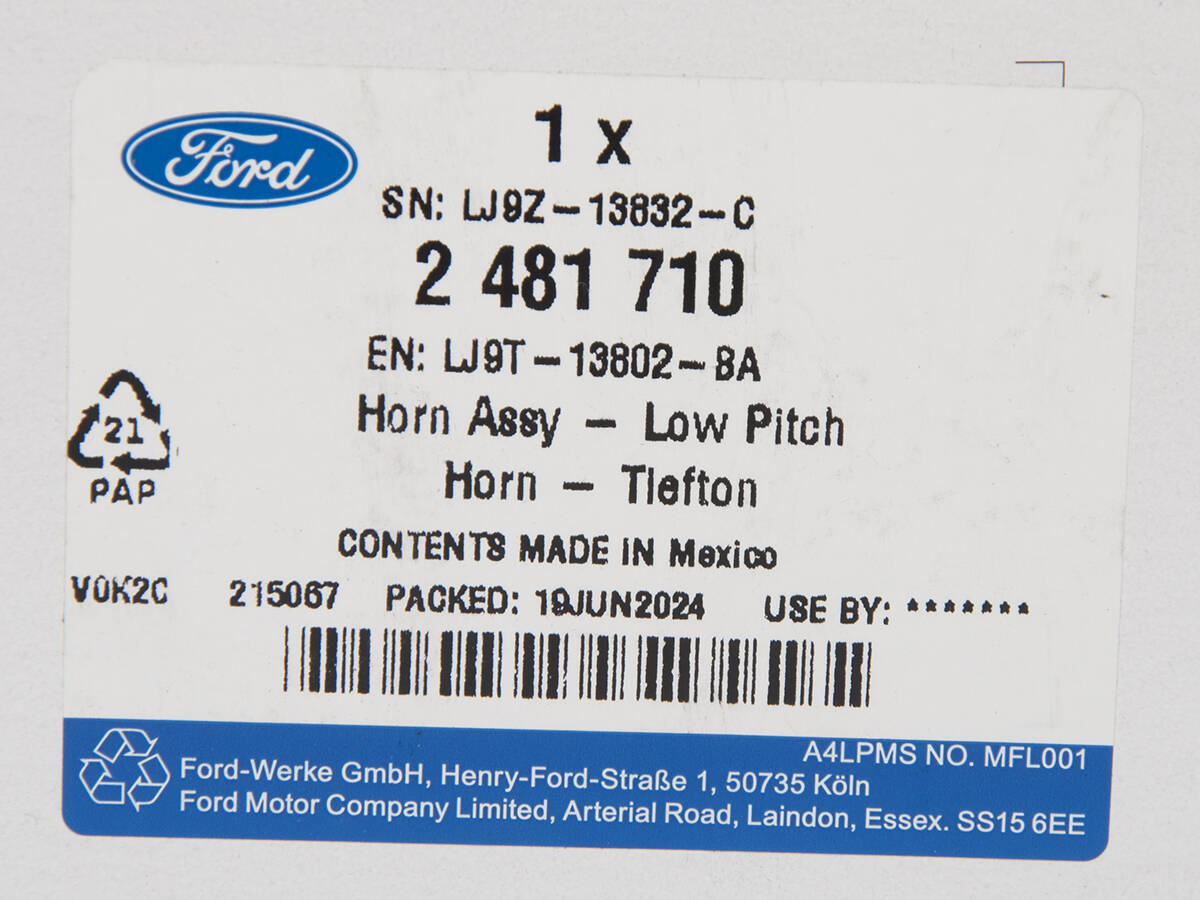 Ford
1 x
SN: LJ9Z-13832-C
2 481 710
EN: LJ9T-13802-BA
Horn Assy - Low Pitch
Horn - Tiefton
21
PAP
CONTENTS MADE IN Mexico
V0K2C 215067 PACKED: 19JUN2024 USE BY: *******
A4LPMS NO. MFL001
Ford-Werke GmbH, Henry-Ford-Straße 1, 50735 Köln
Ford Motor Company Limited, Arterial Road, Laindon, Essex. SS15 6EE